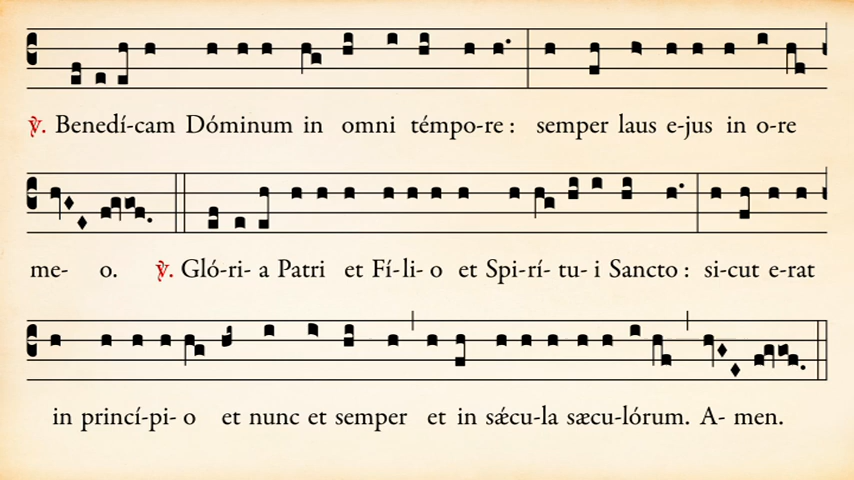 ℣. Benedí-cam Dóminum in omni témpo-re : semper laus e-jus in o-re
me- o. ℣. Gló-ri- a Patri et Fí-li- o et Spi-rí- tu- i Sancto : si-cut e-rat
in princí-pi- o et nunc et semper et in sǽcu-la sæcu-lórum. A- men.